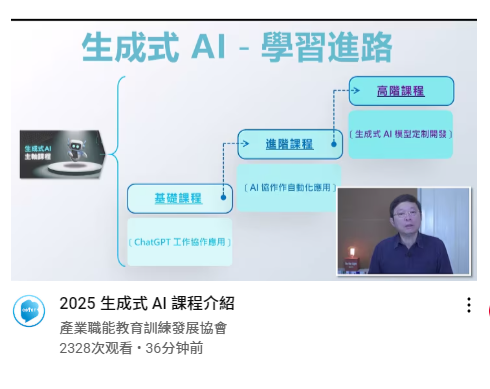 生成式 AI - 學習進路
高階課程
(生成式 AI 模型定制開發)
進階課程
(AI 協作作自動化應用)
生成式AI
主軸課程
基礎課程
(ChatGPT 工作協作應用)
2025 生成式 AI 課程介紹
產業職能教育訓練發展協會
2328次观看・36分钟前